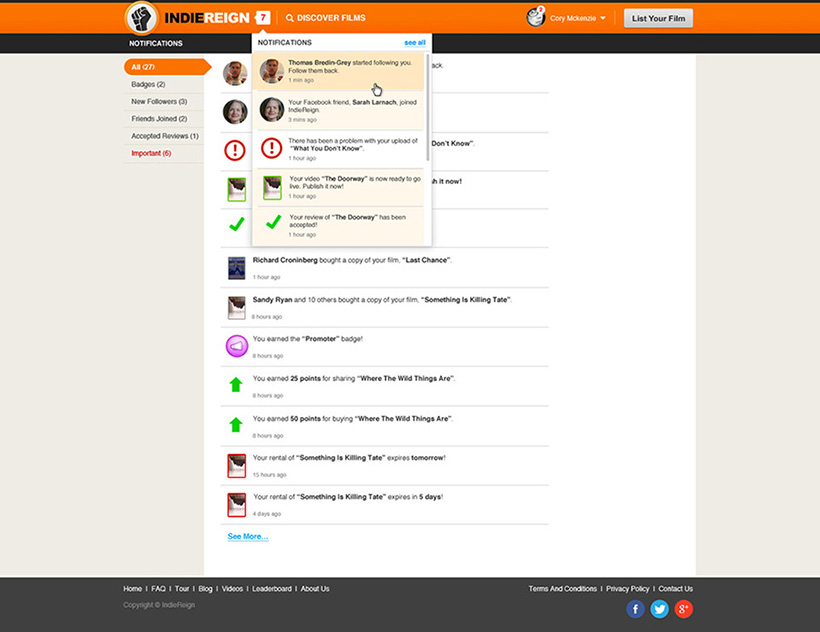 INDIEREIGN 7 DISCOVER FILMS
2 Cory Mckenzie List Your Film
NOTIFICATIONS
All (27)
Badges (2)
New Followers (3)
Friends Joined (2)
Accepted Reviews (1)
Important (6)
NOTIFICATIONS see all
Thomas Bredin-Grey started following you.
Follow them back.
1 min ago
Your Facebook friend, Sarah Larnach, joined
IndieReign.
3 mins ago
There has been a problem with your upload of
“What You Don't Know”.
1 hour ago
Your video “The Doorway” is now ready to go
live. Publish it now!
1 hour ago
Your review of “The Doorway” has been
accepted!
1 hour ago
ack.
Don't Know”.
sh it now!
Richard Croninberg bought a copy of your film, “Last Chance”.
1 hour ago
Sandy Ryan and 10 others bought a copy of your film, “Something Is Killing Tate”.
8 hours ago
You earned the “Promoter” badge!
8 hours ago
You earned 25 points for sharing “Where The Wild Things Are”.
8 hours ago
You earned 50 points for buying “Where The Wild Things Are”.
8 hours ago
Your rental of “Something Is Killing Tate” expires tomorrow!
15 hours ago
Your rental of “Something Is Killing Tate” expires in 5 days!
4 days ago
See More...
Home I FAQ I Tour I Blog I Videos I Leaderboard I About Us
Terms And Conditions I Privacy Policy I Contact Us
Copyright © IndieReign